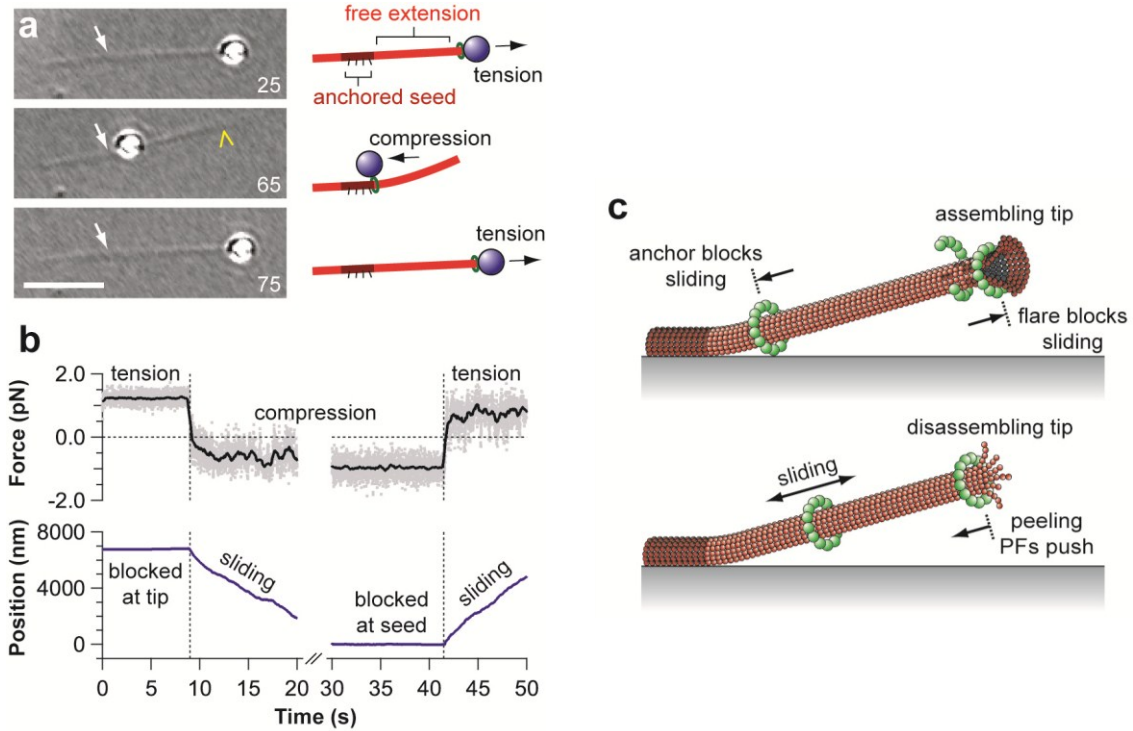 a
25
free extension
tension
anchored seed
65
compression
75
tension
b
Force (pN)
2.0
0.0
-2.0
tension
compression
tension
Position (nm)
8000
4000
0
blocked
at tip
sliding
blocked
at seed
sliding
0 5 10 15 20 30 35 40 45 50
Time (s)
c
assembling tip
anchor blocks
sliding
flare blocks
sliding
disassembling tip
sliding
peeling
PFs push